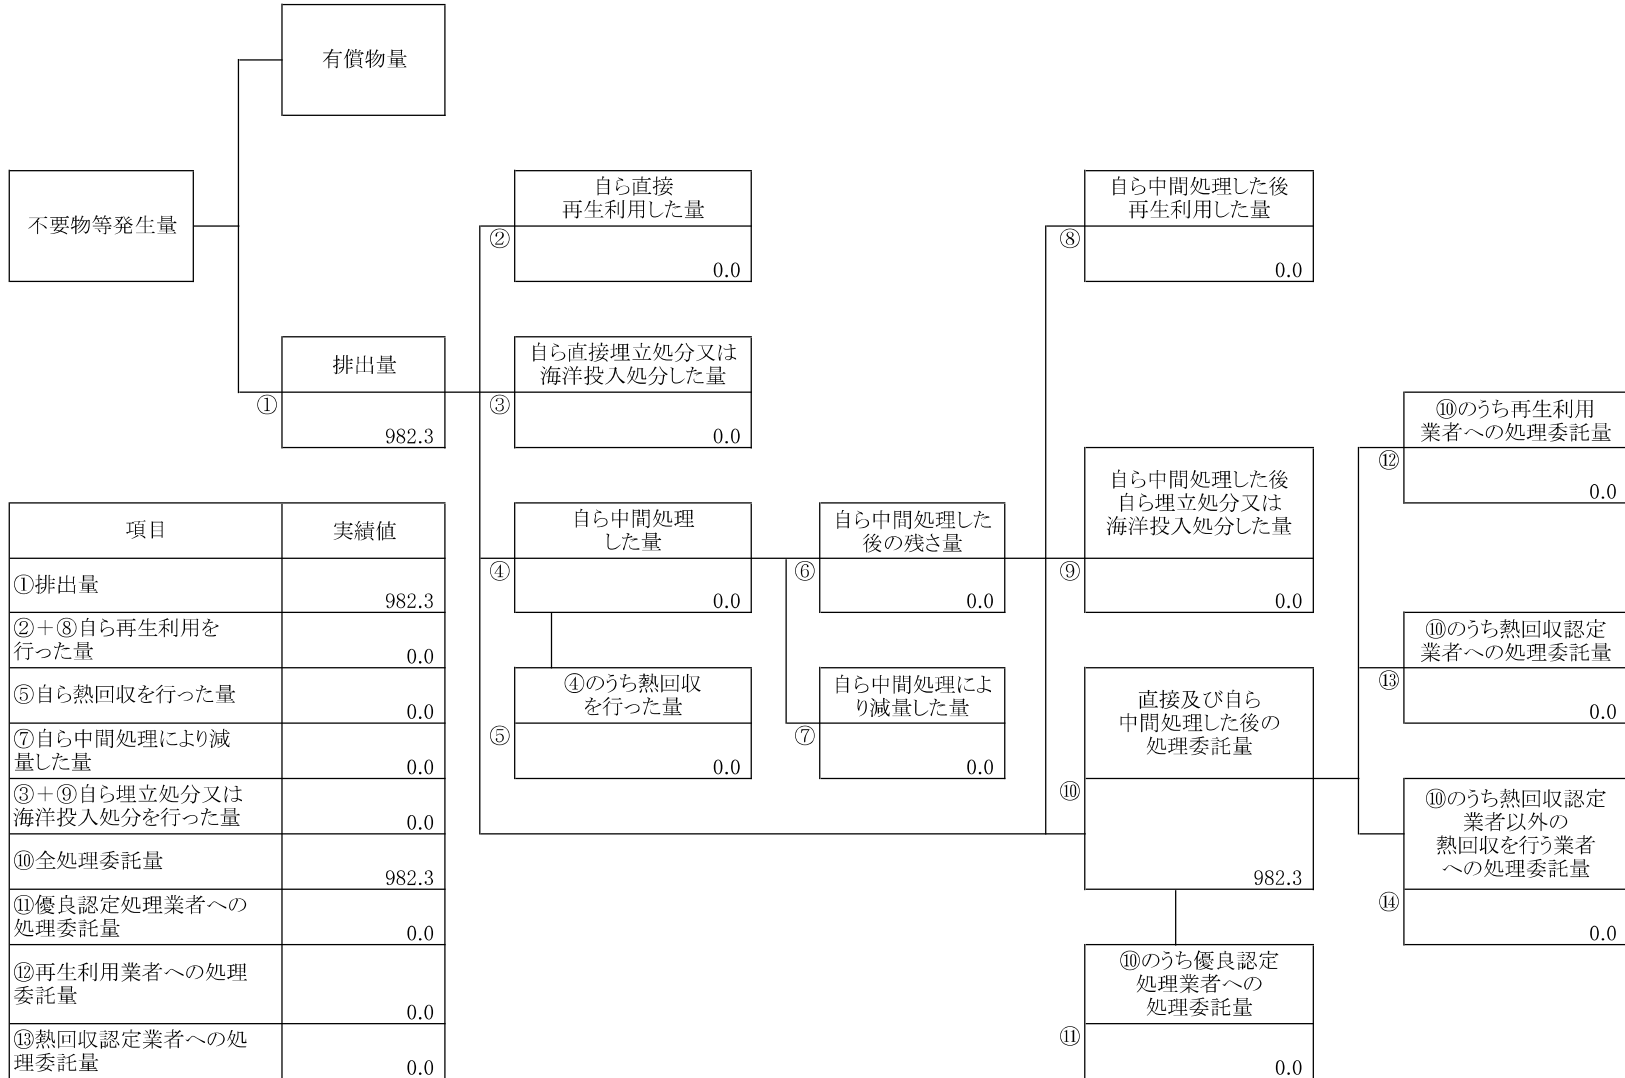 有償物量
不要物等発生量
排出量
①
982.3
自ら直接
再生利用した量
②
0.0
自ら直接埋立処分又は
海洋投入処分した量
③
0.0
自ら中間処理
した量
④
0.0
④のうち熱回収
を行った量
⑤
0.0
自ら中間処理した
後の残さ量
⑥
0.0
自ら中間処理によ
り減量した量
⑦
0.0
自ら中間処理した後
再生利用した量
⑧
0.0
自ら中間処理した後
自ら埋立処分又は
海洋投入処分した量
⑨
0.0
直接及び自ら
中間処理した後の
処理委託量
⑩
982.3
⑩のうち優良認定
処理業者への
処理委託量
⑪
0.0
⑩のうち再生利用
業者への処理委託量
⑫
0.0
⑩のうち熱回収認定
業者への処理委託量
⑬
0.0
⑩のうち熱回収認定
業者以外の
熱回収を行う業者
への処理委託量
⑭
0.0
項目 実績値
①排出量
982.3
②＋⑧自ら再生利用を
行った量
0.0
⑤自ら熱回収を行った量
0.0
⑦自ら中間処理により減
量した量
0.0
③＋⑨自ら埋立処分又は
海洋投入処分を行った量
0.0
⑩全処理委託量
982.3
⑪優良認定処理業者への
処理委託量
0.0
⑫再生利用業者への処理
委託量
0.0
⑬熱回収認定業者への処
理委託量
0.0